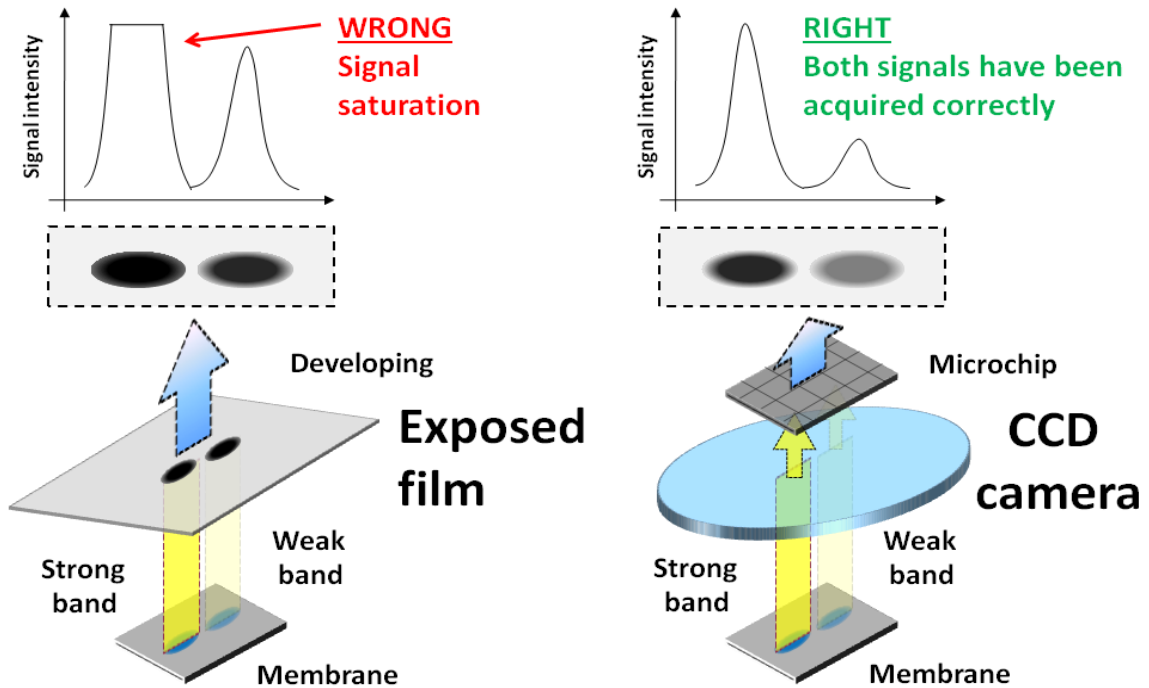 Signal intensity
WRONG
Signal
saturation
Developing
Exposed
film
Strong
band
Weak
band
Membrane
Signal intensity
RIGHT
Both signals have been
acquired correctly
Microchip
CCD
camera
Strong
band
Weak
band
Membrane